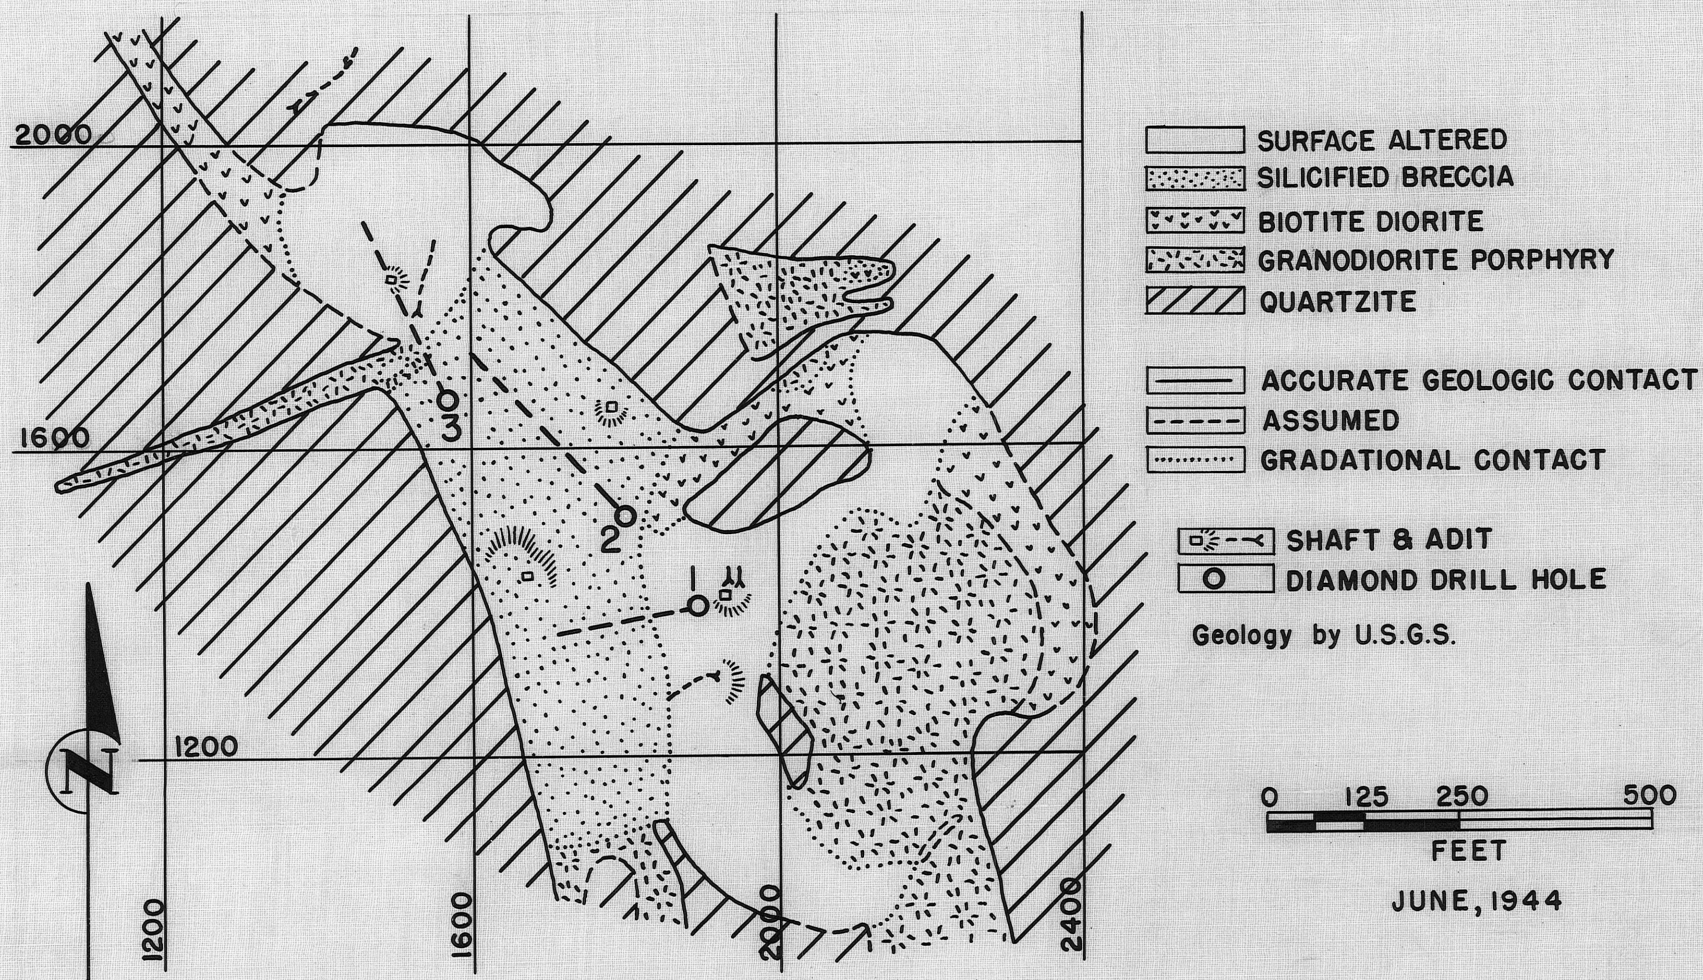 2000
1600
1200
3
2
1
N
1200
1600
2000
2400
SURFACE ALTERED
SILICIFIED BRECCIA
BIOTITE DIORITE
GRANODIORITE PORPHYRY
QUARTZITE
ACCURATE GEOLOGIC CONTACT
ASSUMED
GRADATIONAL CONTACT
SHAFT & ADIT
DIAMOND DRILL HOLE
Geology by U.S.G.S.
0 125 250 500
FEET
JUNE, 1944